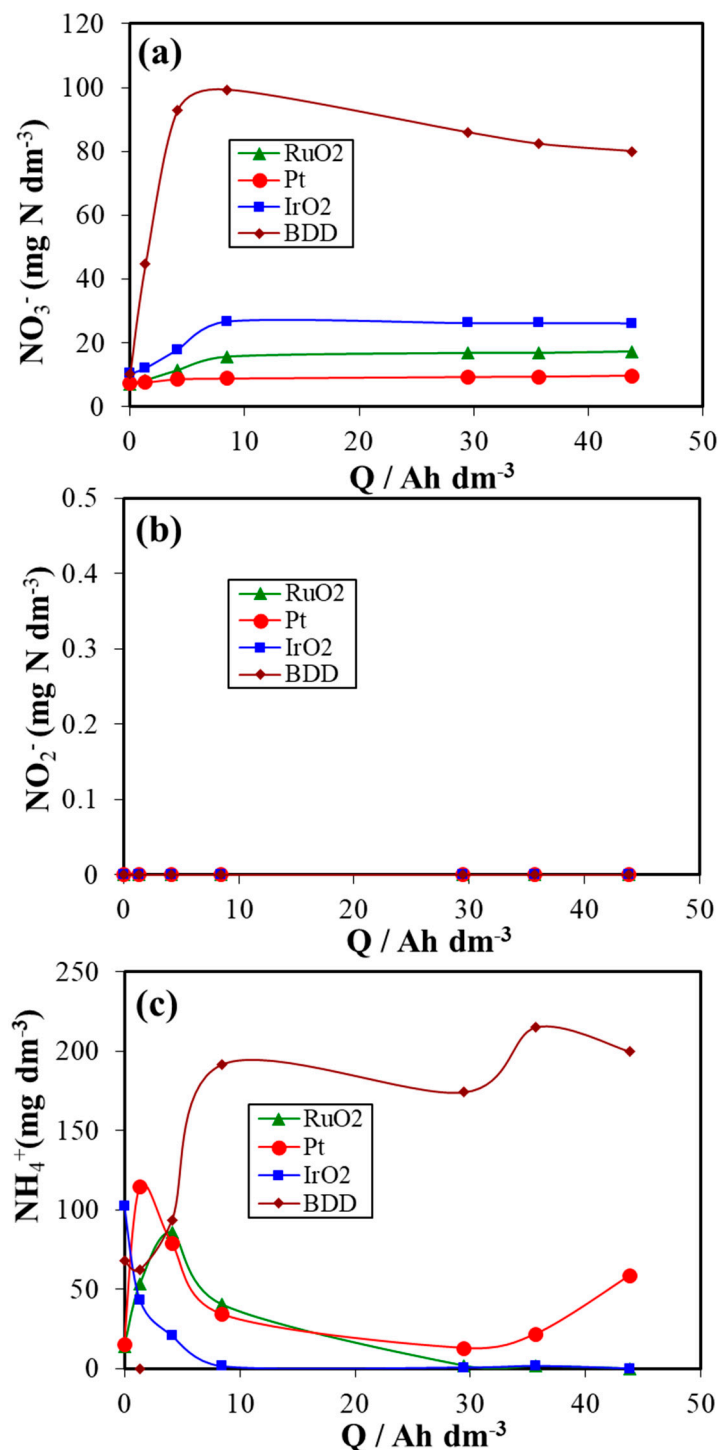 (a)
NO₃⁻ (mg N dm⁻³)
120
100
80
60
40
20
0
RuO2
Pt
IrO2
BDD
0 10 20 30 40 50
Q / Ah dm⁻³
(b)
NO₂⁻ (mg N dm⁻³)
0.5
0.4
0.3
0.2
0.1
0
RuO2
Pt
IrO2
BDD
0 10 20 30 40 50
Q / Ah dm⁻³
(c)
NH₄⁺(mg dm⁻³)
250
200
150
100
50
0
RuO2
Pt
IrO2
BDD
0 10 20 30 40 50
Q / Ah dm⁻³